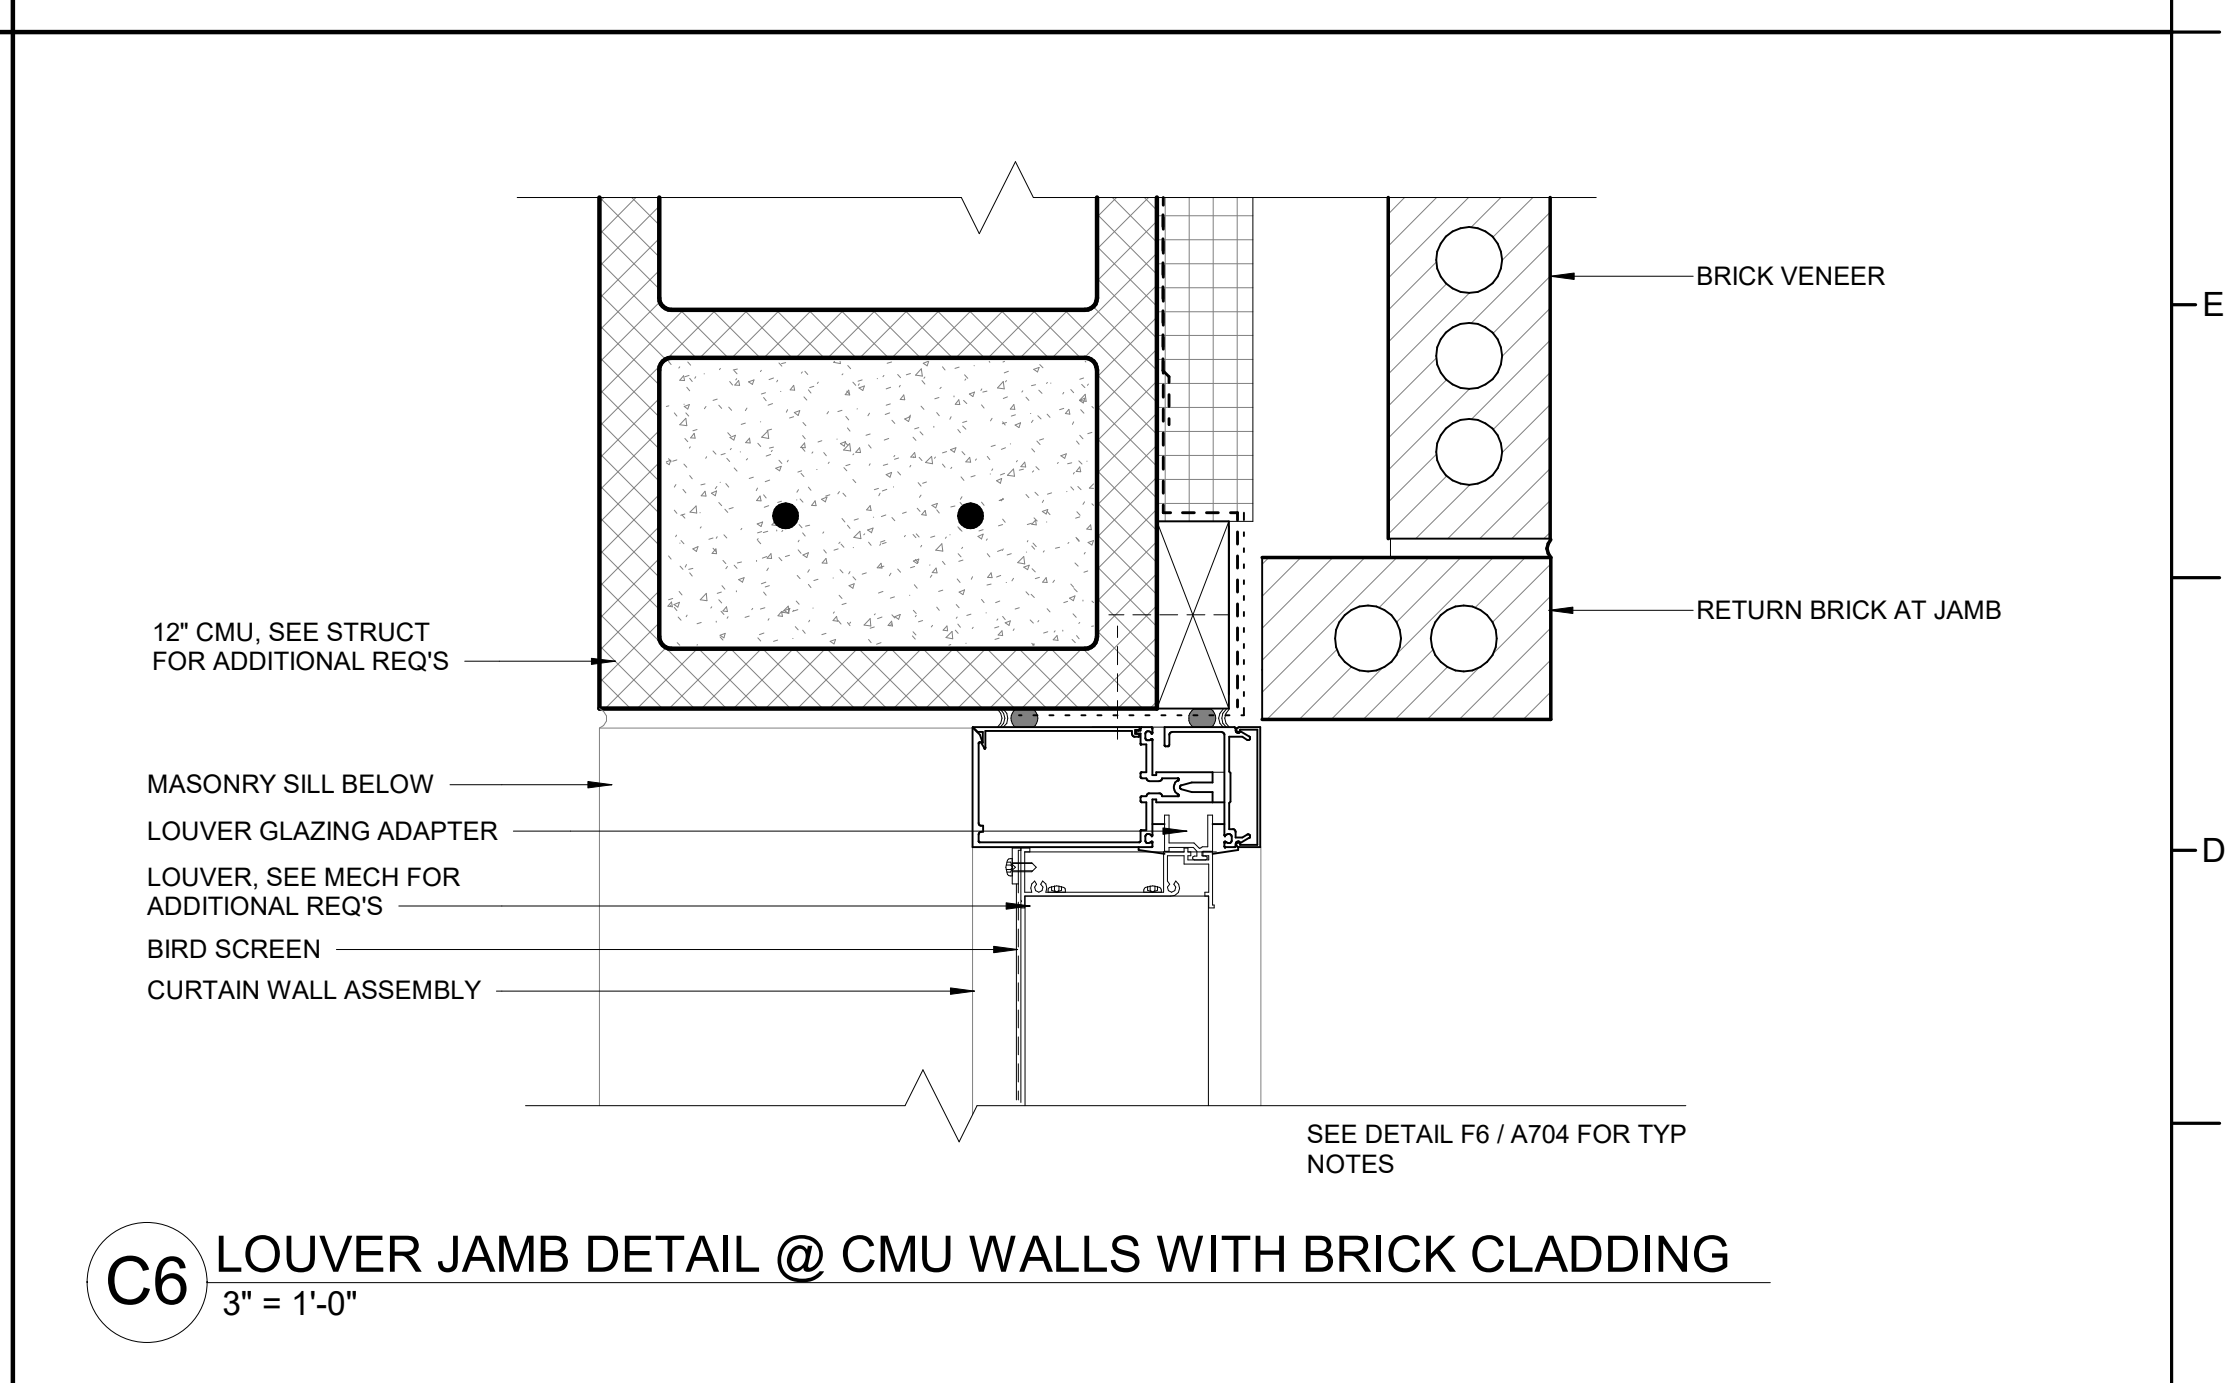 BRICK VENEER
E
RETURN BRICK AT JAMB
12" CMU, SEE STRUCT
FOR ADDITIONAL REQ'S
MASONRY SILL BELOW
LOUVER GLAZING ADAPTER
D
LOUVER, SEE MECH FOR
ADDITIONAL REQ'S
BIRD SCREEN
CURTAIN WALL ASSEMBLY
SEE DETAIL F6 / A704 FOR TYP
NOTES
C6
LOUVER JAMB DETAIL @ CMU WALLS WITH BRICK CLADDING
3" = 1'-0"